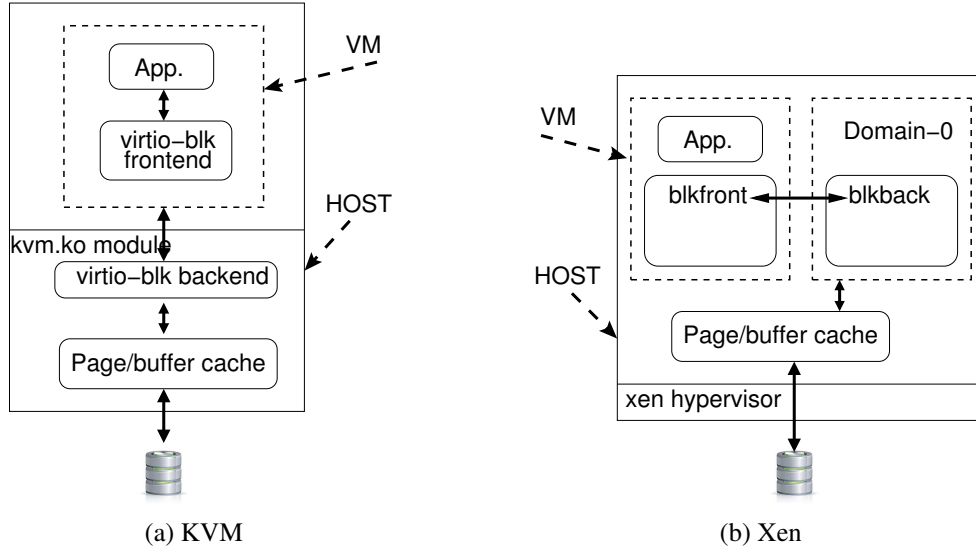 VM
App.
virtio−blk
frontend
HOST
kvm.ko module
virtio−blk backend
Page/buffer cache
(a) KVM
VM
App.
Domain−0
blkfront
blkback
HOST
Page/buffer cache
xen hypervisor
(b) Xen